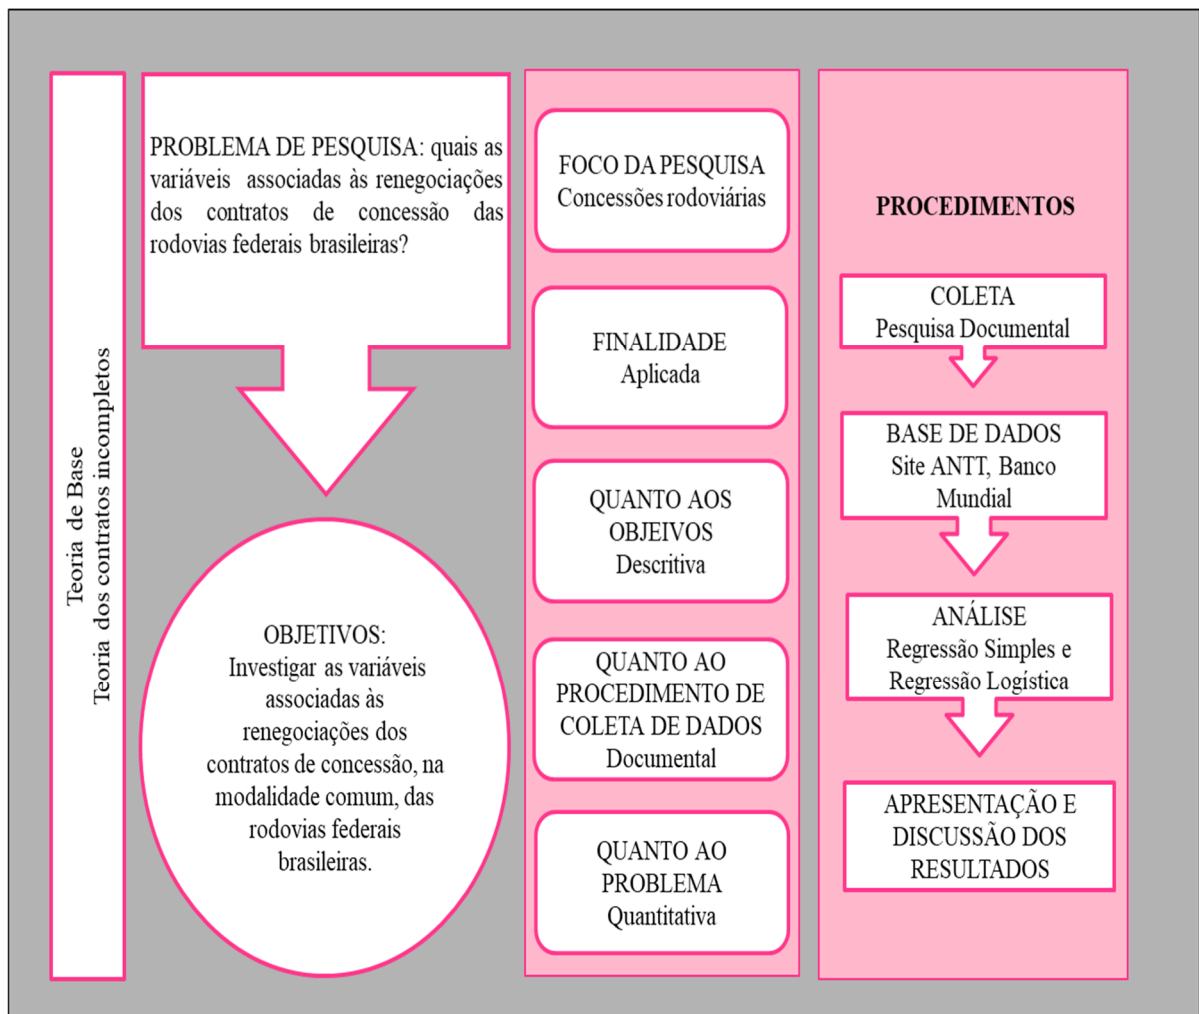 Teoria de Base
Teoria dos contratos incompletos
PROBLEMA DE PESQUISA: quais as
variáveis associadas às renegociações
dos contratos de concessão das
rodovias federais brasileiras?
OBJETIVOS:
Investigar as variáveis
associadas às
renegociações dos
contratos de concessão, na
modalidade comum, das
rodovias federais
brasileiras.
FOCO DA PESQUISA
Concessões rodoviárias
FINALIDADE
Aplicada
QUANTO AOS
OBJEIVOS
Descritiva
QUANTO AO
PROCEDIMENTO DE
COLETA DE DADOS
Documental
QUANTO AO
PROBLEMA
Quantitativa
PROCEDIMENTOS
COLETA
Pesquisa Documental
BASE DE DADOS
Site ANTT, Banco
Mundial
ANÁLISE
Regressão Simples e
Regressão Logística
APRESENTAÇÃO E
DISCUSSÃO DOS
RESULTADOS